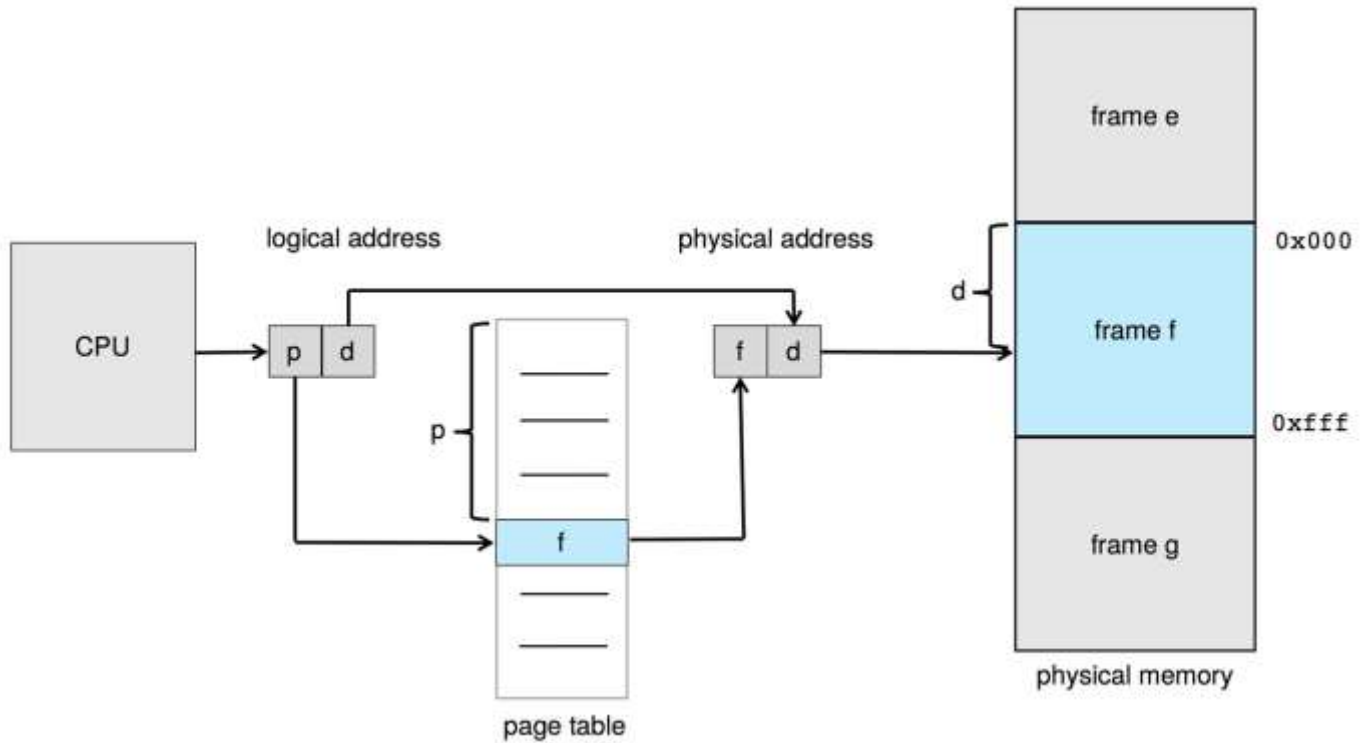 frame e
logical address
physical address
0x000
d
CPU
p
d
f
d
frame f
p
0xfff
f
frame g
physical memory
page table